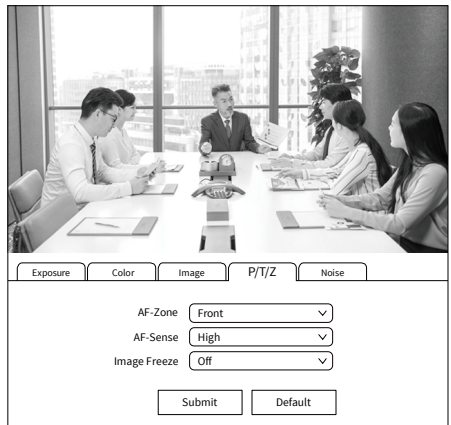 Exposure Color Image P/T/Z Noise
AF-Zone Front
AF-Sense High
Image Freeze Off
Submit Default